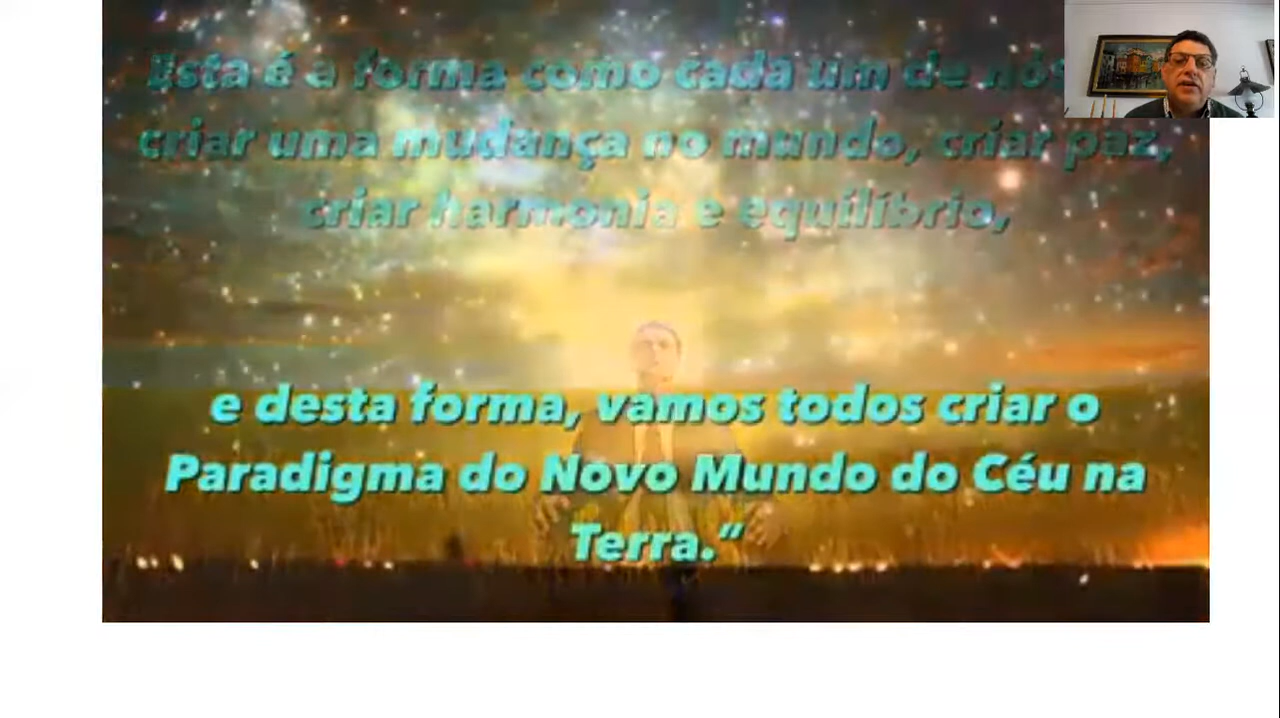 Esta é a forma como cada um de nós
criar uma mudança no mundo, criar paz,
criar harmonia e equilíbrio,
e desta forma, vamos todos criar o
Paradigma do Novo Mundo do Céu na
Terra.”